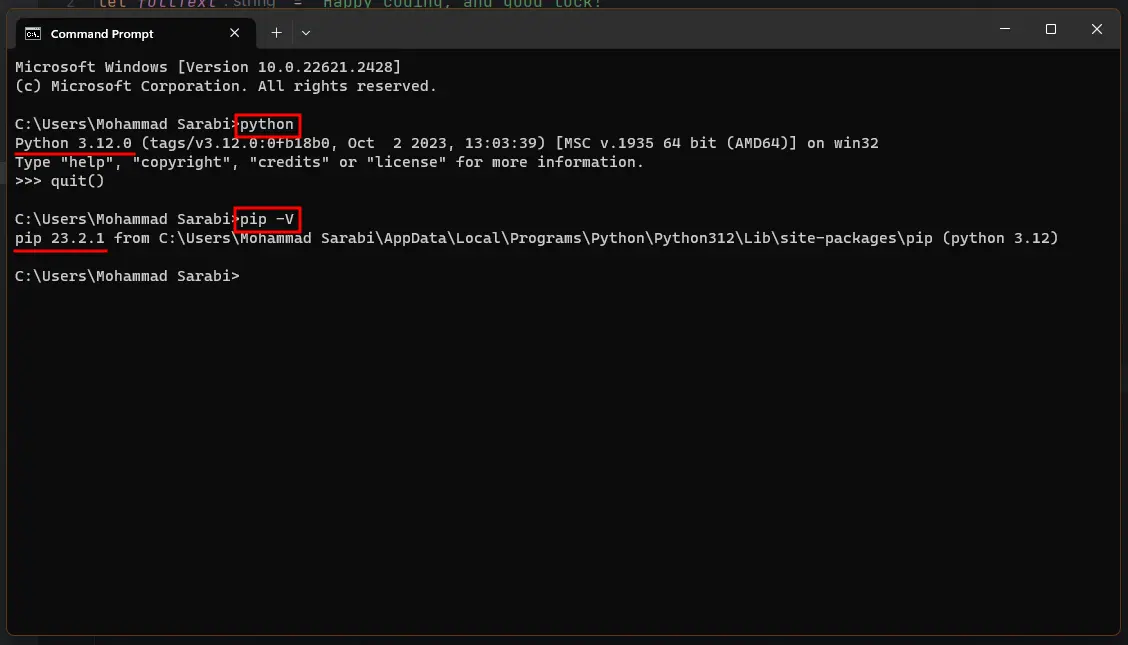 2 let fullText : string = "Happy coding, and good luck!"
Command Prompt
Microsoft Windows [Version 10.0.22621.2428]
(c) Microsoft Corporation. All rights reserved.
C:\Users\Mohammad Sarabi>python
Python 3.12.0 (tags/v3.12.0:0fb18b0, Oct  2 2023, 13:03:39) [MSC v.1935 64 bit (AMD64)] on win32
Type "help", "copyright", "credits" or "license" for more information.
>>> quit()
C:\Users\Mohammad Sarabi>pip -V
pip 23.2.1 from C:\Users\Mohammad Sarabi\AppData\Local\Programs\Python\Python312\Lib\site-packages\pip (python 3.12)
C:\Users\Mohammad Sarabi>